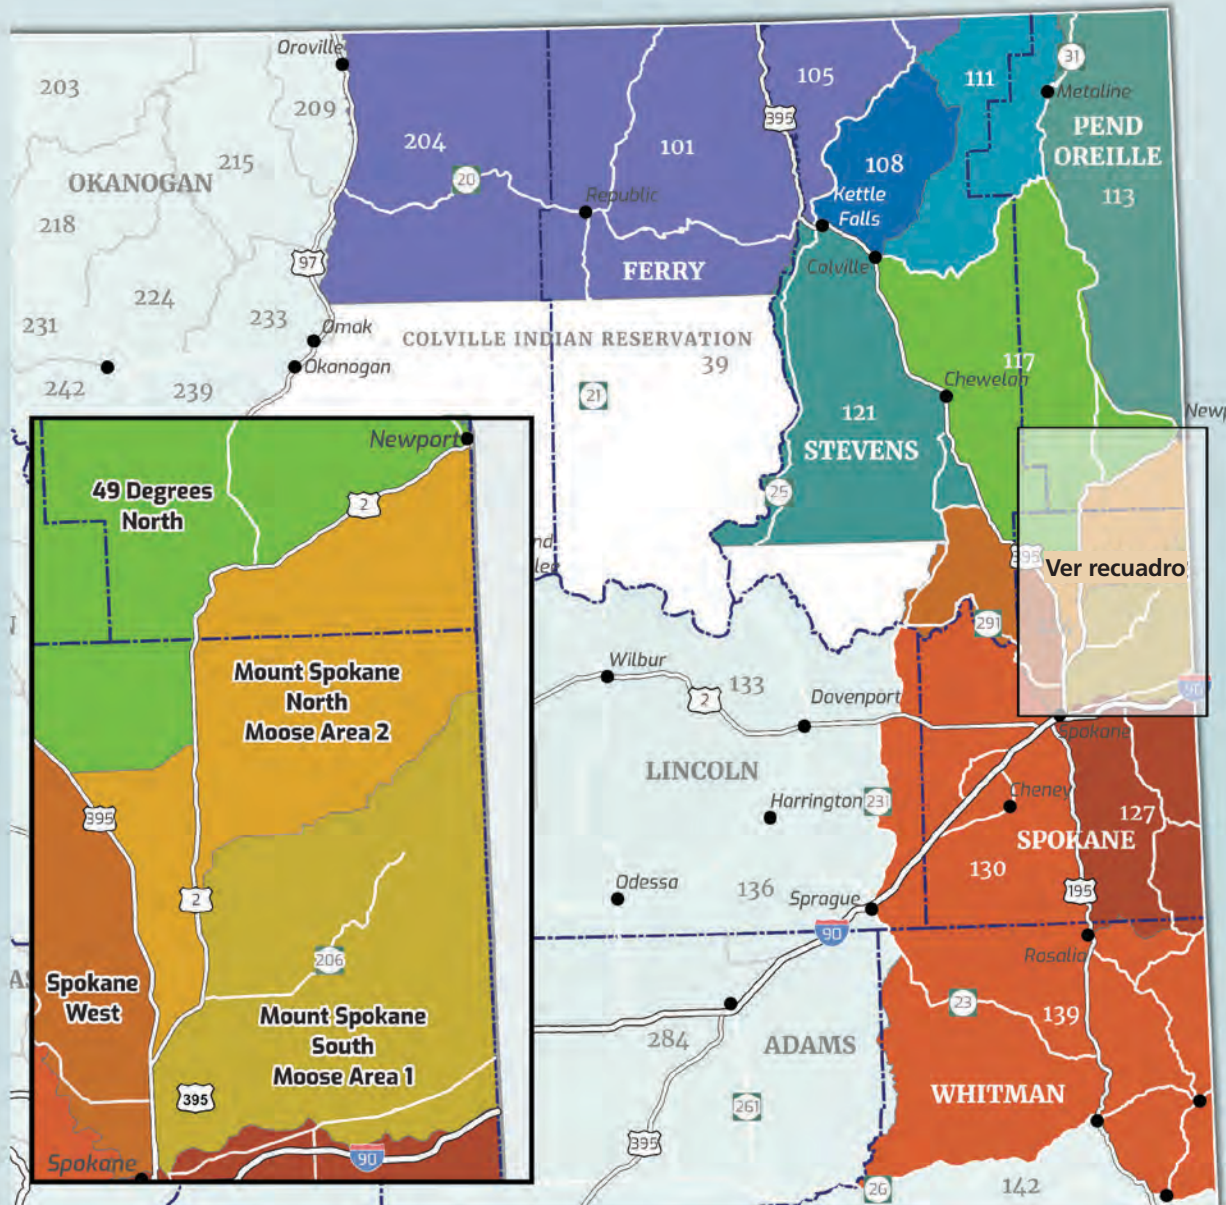 Oroville
203
209
31
Metaline
111
105
395
PEND
OREILLE
113
204
101
108
215
OKANOGAN
20
Republic
Kettle
Falls
218
97
FERRY
Colville
224
233
231
Omak
COLVILLE INDIAN RESERVATION
39
117
Okanogan
242
239
21
Chewelah
121
STEVENS
25
395
Ver recuadro
291
Wilbur
2
133
Davenport
90
Spokane
LINCOLN
Harrington
231
Cheney
127
SPOKANE
130
Odessa
136
Sprague
195
90
Rosalia
23
139
284
ADAMS
WHITMAN
261
395
26
142
Newport
49 Degrees
North
2
Mount Spokane
North
Moose Area 2
395
2
206
Spokane
West
Mount Spokane
South
Moose Area 1
395
90
Spokane